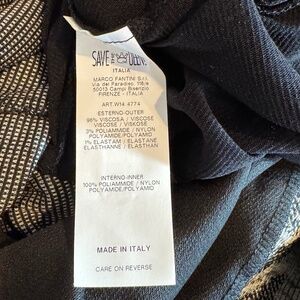 SAVE THE QUEEN!
ITALIA
MARCO FANTINI S.r.l.
Via del Paradiso, 116/e
50013 Campi Bisenzio
FIRENZE - ITALIA
ART.W14 4774
ESTERNO-OUTER
96% VISCOSA / VISCOSE
VISCOSE / VISKOSE
3% POLIAMMIDE / NYLON
POLYAMIDE/POLYAMID
1% ELASTAM / ELASTANE
ELASTHANNE / ELASTHAN
INTERNO-INNER
100% POLIAMMIDE / NYLON
POLYAMIDE/POLYAMID
MADE IN ITALY
CARE ON REVERSE